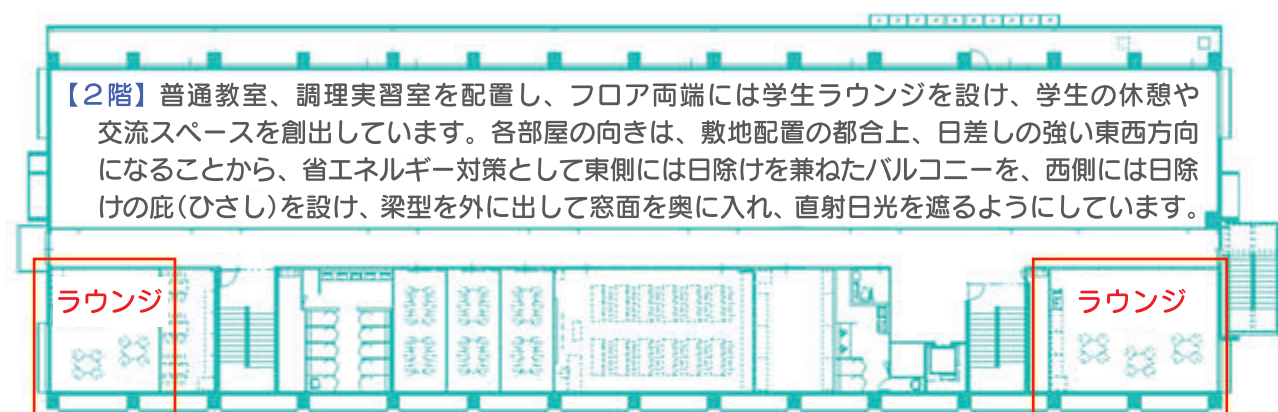 【2階】普通教室、調理実習室を配置し、フロア両端には学生ラウンジを設け、学生の休憩や
交流スペースを創出しています。各部屋の向きは、敷地配置の都合上、日差しの強い東西方向
になることから、省エネルギー対策として東側には日除けを兼ねたバルコニーを、西側には日除
けの庇(ひさし)を設け、梁型を外に出して窓面を奥に入れ、直射日光を遮るようにしています。
ラウンジ
ラウンジ